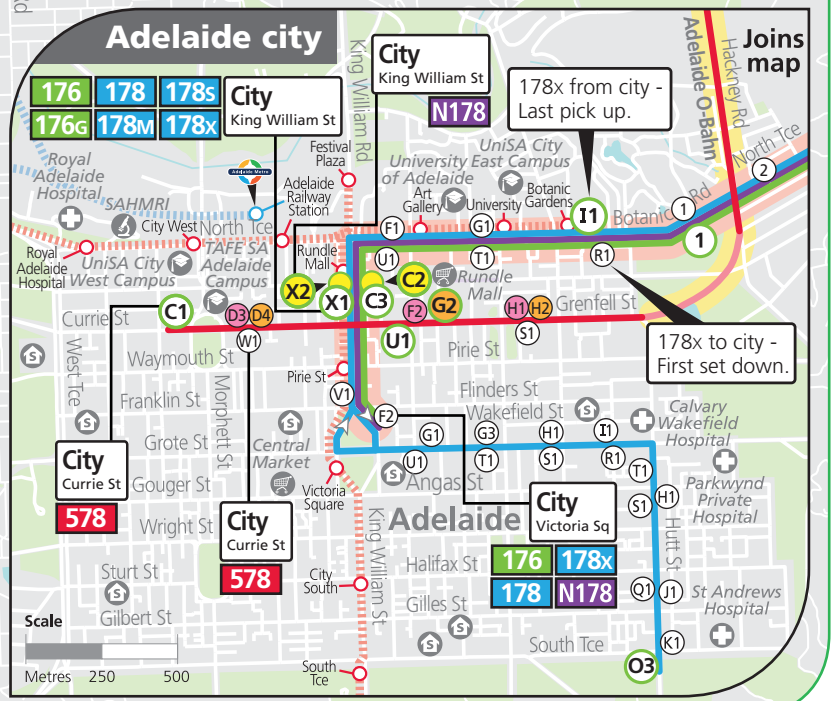 Rd
Adelaide city
176
178
178S
176G
178M
178X
City
King William St
City
King William St
N178
178x from city -
Last pick up.
Joins
map
King William Rd
Adelaide O-Bahn
Hackney Rd
North Tce
2
Botanic Rd
1
1
I1
Royal
Adelaide
Hospital
SAHMRI
Adelaide Metro
Festival
Plaza
Adelaide
Railway
Station
University
of Adelaide
UniSA City
East Campus
Art
Gallery
University
Botanic
Gardens
City West
North Tce
F1
G1
Royal
Adelaide
Hospital
UniSA City
West Campus
TAFE SA
Adelaide
Campus
Rundle
Mall
U1
T1
R1
X2
X1
C3
C2
Rundle
Mall
G2
F2
H1
H2
Grenfell St
C1
Currie St
D3
D4
W1
U1
S1
Pirie St
178x to city -
First set down.
West Tce
Waymouth St
Morphett St
Pirie St
Franklin St
Flinders St
V1
F2
Wakefield St
Calvary
Wakefield
Hospital
Grote St
Central
Market
G1
G3
H1
I1
U1
T1
S1
R1
T1
City
Currie St
578
Gouger St
Victoria
Square
Angas St
Parkwynd
Private
Hospital
S1
H1
Wright St
City
Currie St
578
King William St
Adelaide
City
Victoria Sq
176
178x
178
N178
Hutt St
Sturt St
City
South
Halifax St
Gilbert St
Gilles St
Q1
J1
St Andrews
Hospital
Scale
Metres 250 500
South
Tce
South Tce
K1
O3